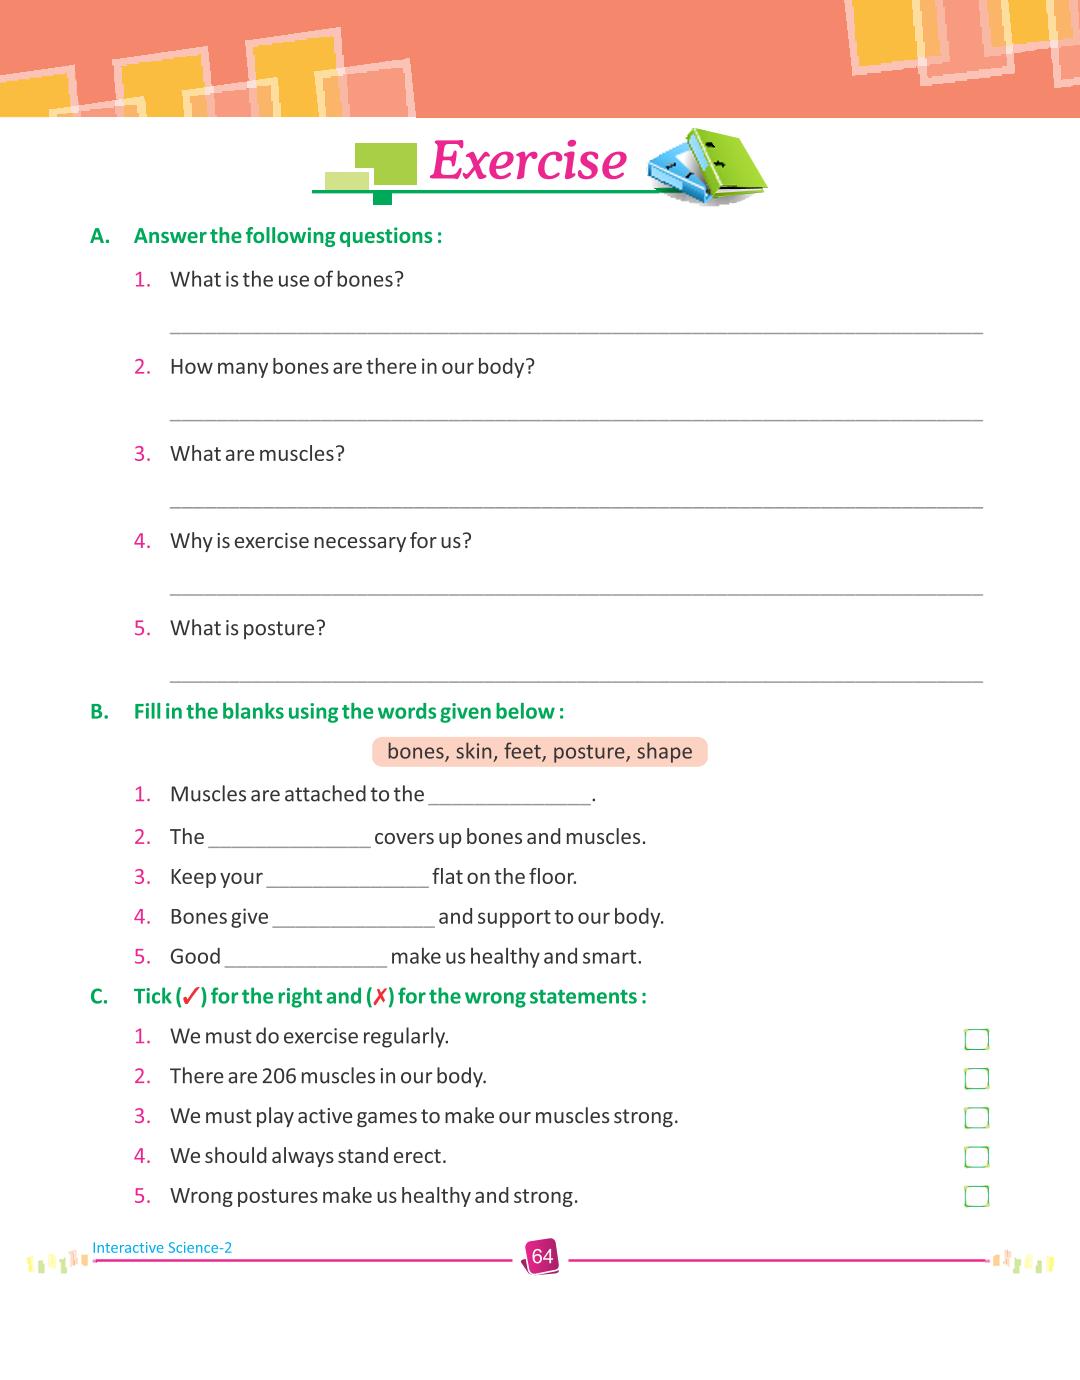 Exercise
A. Answer the following questions :
1. What is the use of bones?
2. How many bones are there in our body?
3. What are muscles?
4. Why is exercise necessary for us?
5. What is posture?
B. Fill in the blanks using the words given below :
bones, skin, feet, posture, shape
1. Muscles are attached to the ______________.
2. The ______________ covers up bones and muscles.
3. Keep your ______________ flat on the floor.
4. Bones give ______________ and support to our body.
5. Good ______________ make us healthy and smart.
C. Tick (✓) for the right and (✗) for the wrong statements :
1. We must do exercise regularly.
2. There are 206 muscles in our body.
3. We must play active games to make our muscles strong.
4. We should always stand erect.
5. Wrong postures make us healthy and strong.
Interactive Science-2
64